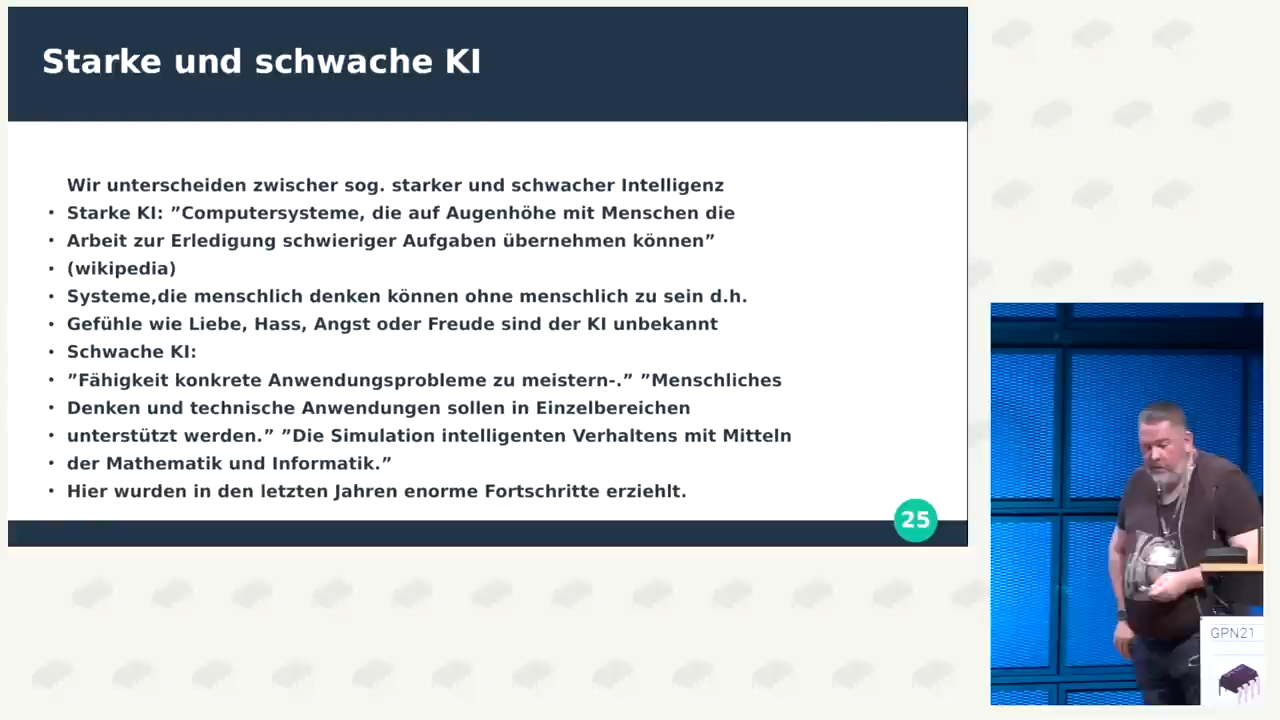 Starke und schwache KI
Wir unterscheiden zwischer sog. starker und schwacher Intelligenz
• Starke KI: ”Computersysteme, die auf Augenhöhe mit Menschen die
• Arbeit zur Erledigung schwieriger Aufgaben übernehmen können”
• (wikipedia)
• Systeme,die menschlich denken können ohne menschlich zu sein d.h.
• Gefühle wie Liebe, Hass, Angst oder Freude sind der KI unbekannt
• Schwache KI:
• ”Fähigkeit konkrete Anwendungsprobleme zu meistern-.” ”Menschliches
• Denken und technische Anwendungen sollen in Einzelbereichen
• unterstützt werden.” ”Die Simulation intelligenten Verhaltens mit Mitteln
• der Mathematik und Informatik.”
• Hier wurden in den letzten Jahren enorme Fortschritte erziehlt.
25
GPN21